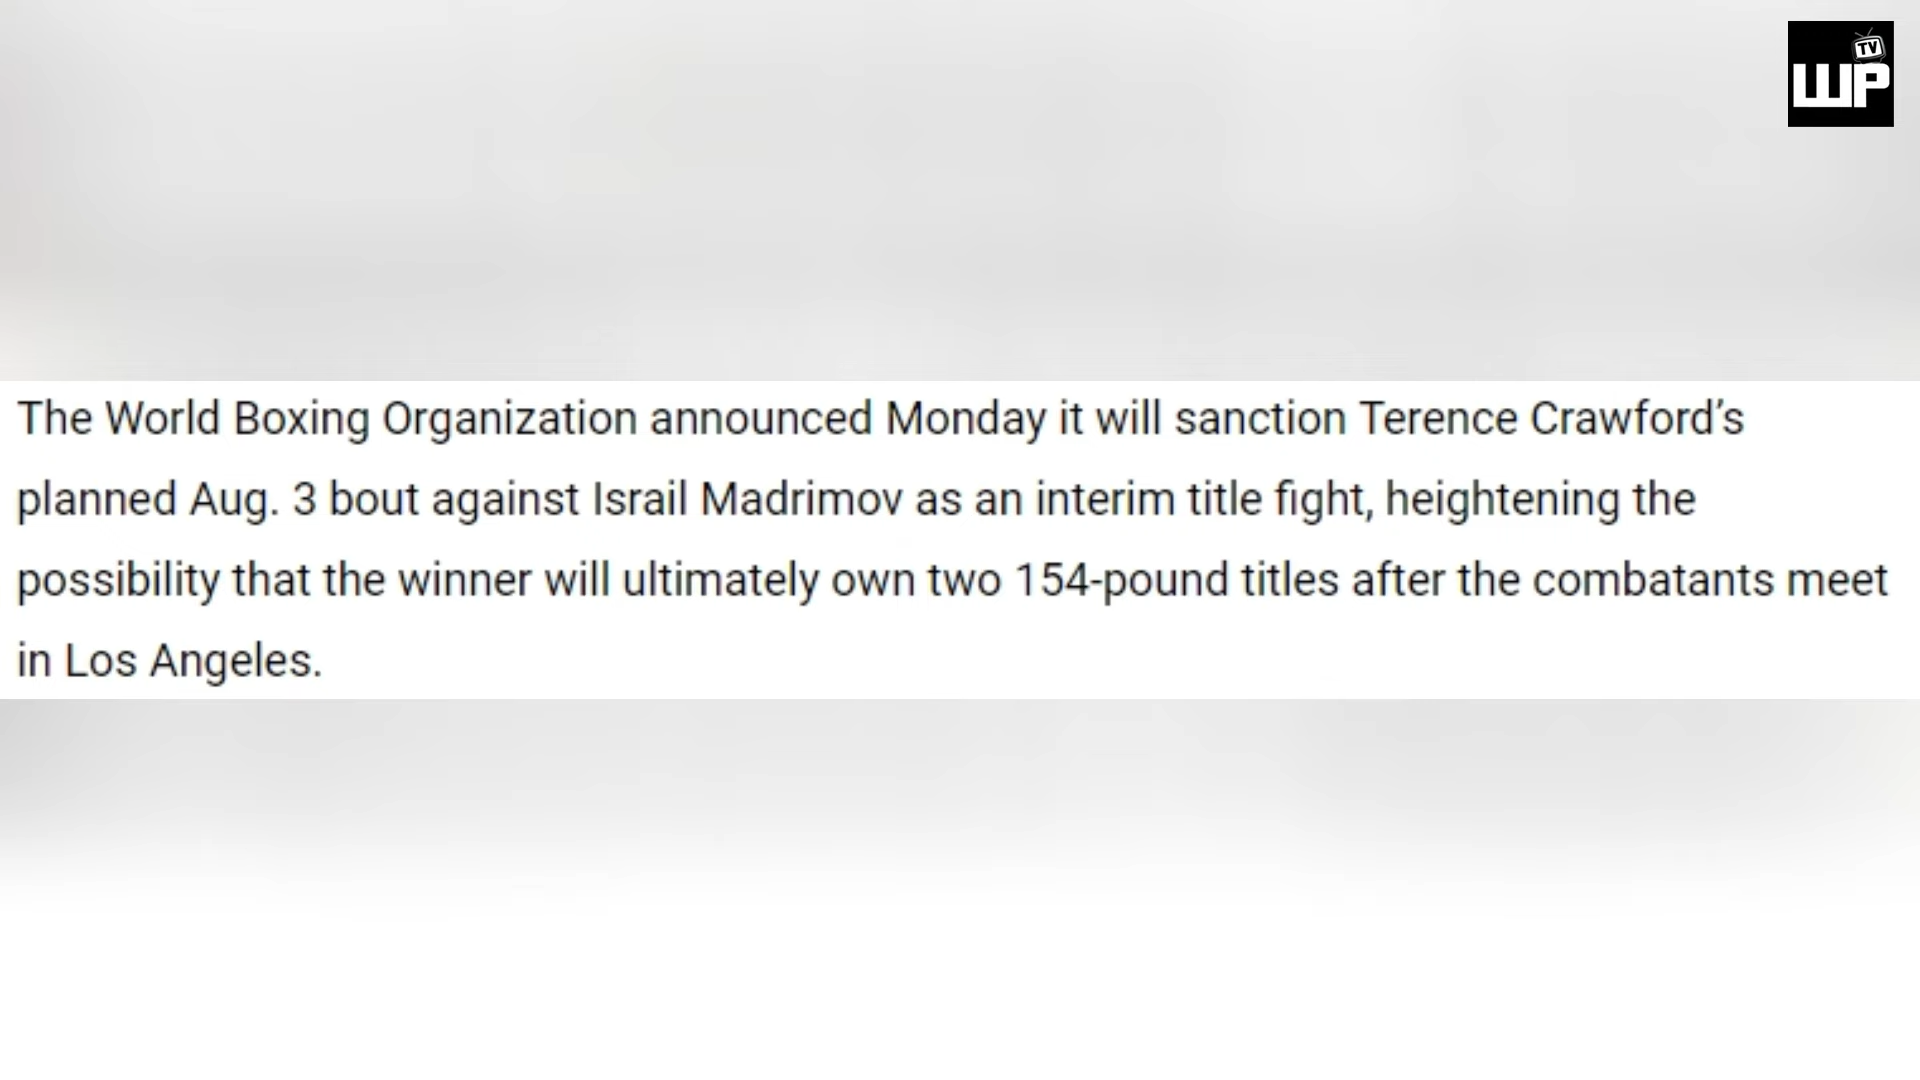 TV
WP
The World Boxing Organization announced Monday it will sanction Terence Crawford’s
planned Aug. 3 bout against Israil Madrimov as an interim title fight, heightening the
possibility that the winner will ultimately own two 154-pound titles after the combatants meet
in Los Angeles.